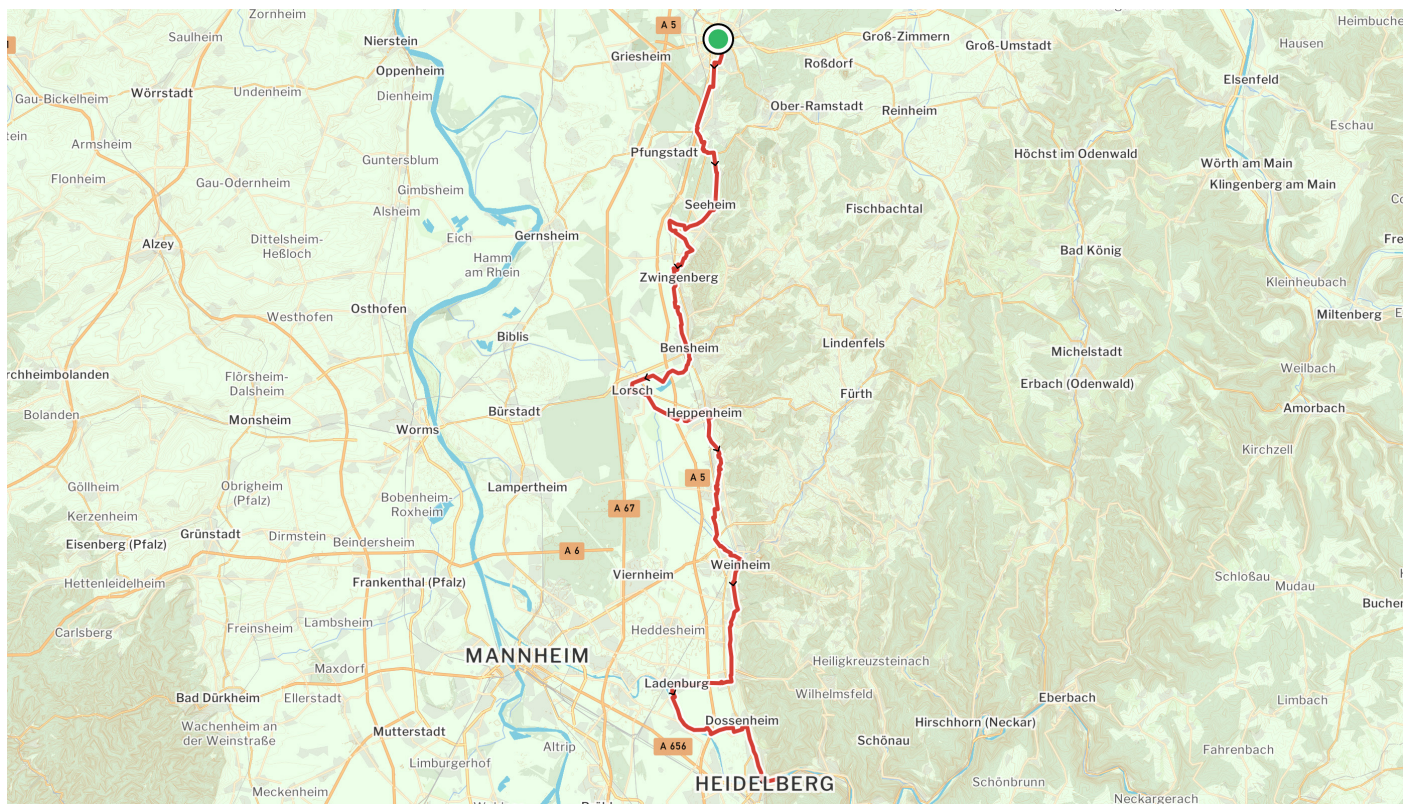 Zornheim
Heimbuche
Saulheim
Nierstein
A 5
Groß-Zimmern
Groß-Umstadt
Hausen
Griesheim
Roßdorf
Oppenheim
Elsenfeld
Gau-Bickelheim
Wörrstadt
Undenheim
Dienheim
Ober-Ramstadt
Reinheim
Eschau
tein
Armsheim
Guntersblum
Pfungstadt
Höchst im Odenwald
Wörth am Main
Klingenberg am Main
Flonheim
Gau-Odernheim
Gimbsheim
Alsheim
Seeheim
Fischbachtal
Alzey
Dittelsheim-
Heßloch
Eich
Gernsheim
Fre
Hamm
am Rhein
Bad König
Zwingenberg
Kleinheubach
Osthofen
Westhofen
Miltenberg
Biblis
Bensheim
Lindenfels
Michelstadt
rchheimbolanden
Flörsheim-
Dalsheim
Weilbach
Lorsch
Fürth
Erbach (Odenwald)
Bolanden
Monsheim
Bürstadt
Heppenheim
Amorbach
Worms
Kirchzell
A 5
Göllheim
Obrigheim
(Pfalz)
Bobenheim-
Roxheim
Lampertheim
A 67
Kerzenheim
Grünstadt
Dirmstein
Beindersheim
Eisenberg (Pfalz)
A 6
Weinheim
Hettenleidelheim
Frankenthal (Pfalz)
Viernheim
Schloßau
Mudau
Bucher
Carlsberg
Freinsheim
Lambsheim
Heddesheim
MANNHEIM
Maxdorf
Heiligkreuzsteinach
Bad Dürkheim
Ellerstadt
Ladenburg
Wilhelmsfeld
Eberbach
Limbach
Wachenheim an
der Weinstraße
Mutterstadt
Dossenheim
Hirschhorn (Neckar)
Altrip
A 656
Schönau
Fahrenbach
Limburgerhof
Meckenheim
HEIDELBERG
Schönbrunn
Neckargerach